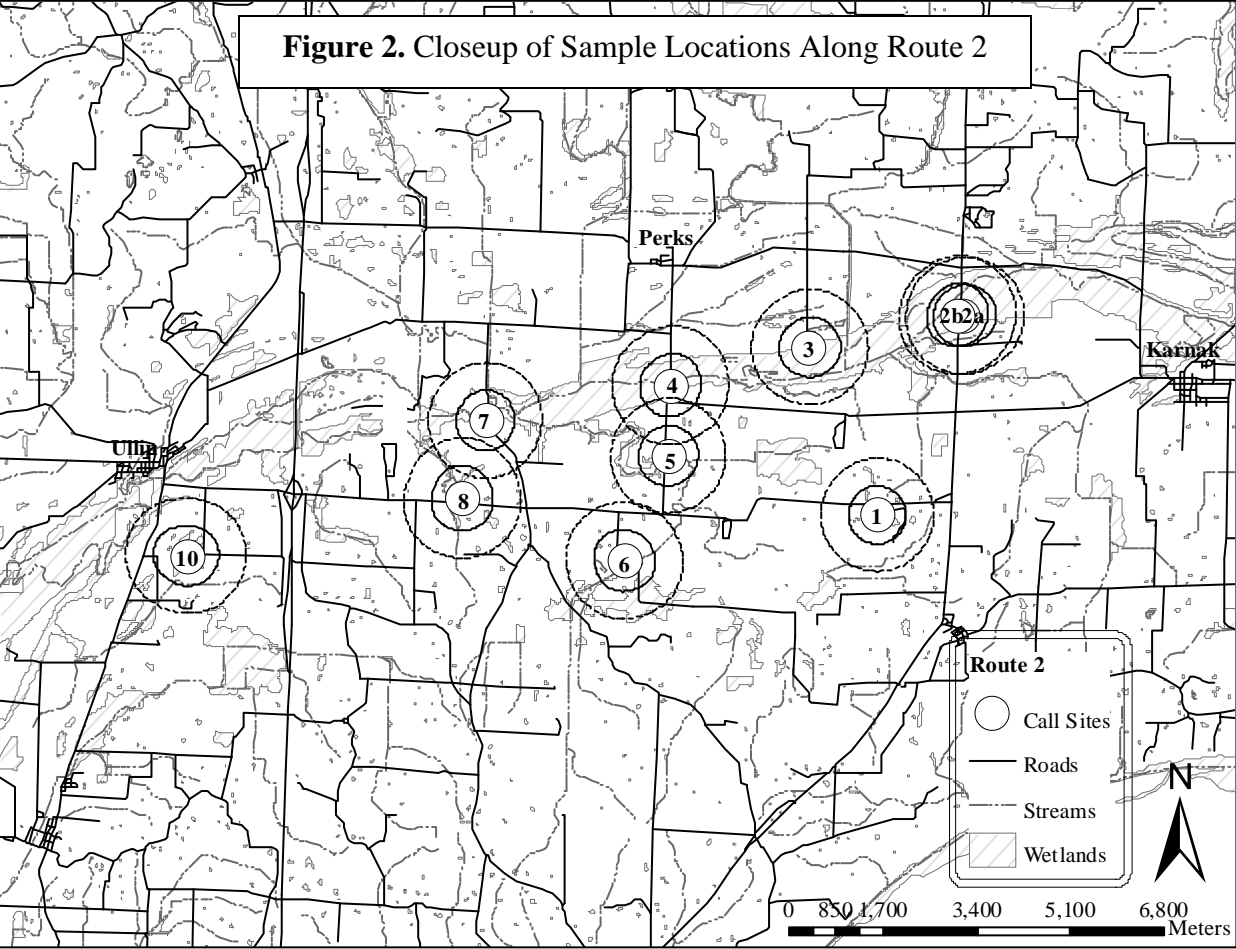 Figure 2. Closeup of Sample Locations Along Route 2
Perks
2b2a
3
Karnak
4
7
Ullin
5
8
1
10
6
Route 2
Call Sites
Roads
Streams
Wetlands
N
0 850 1,700 3,400 5,100 6,800
Meters